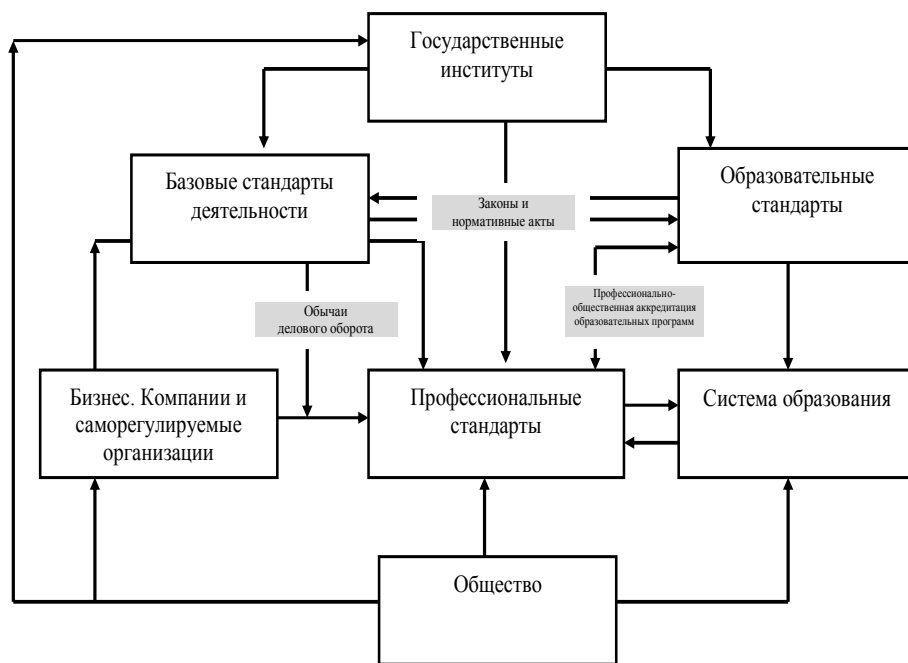 Государственные
институты
Базовые стандарты
деятельности
Образовательные
стандарты
Законы и
нормативные акты
Профессионально-
общественная аккредитация
образовательных программ
Обычаи
делового оборота
Бизнес. Компании и
саморегулируемые
организации
Профессиональные
стандарты
Система образования
Общество